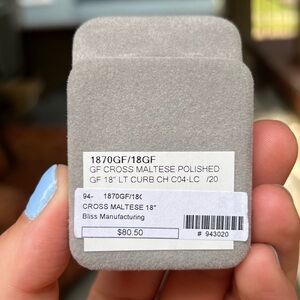 1870GF/18GF
GF CROSS MALTESE POLISHED
GF 18" LT CURB CH C04-LC /20
94- 1870GF/18(
CROSS MALTESE 18"
Bliss Manufacturing
$80.50
# 943020